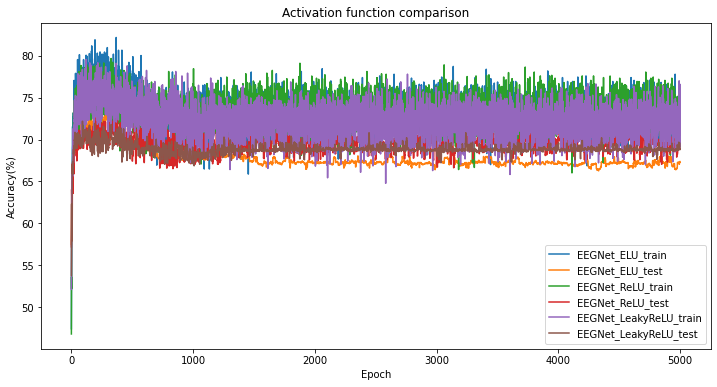 Activation function comparison
Accuracy(%)
80
75
70
65
60
55
50
0
1000
2000
3000
4000
5000
Epoch
EEGNet_ELU_train
EEGNet_ELU_test
EEGNet_ReLU_train
EEGNet_ReLU_test
EEGNet_LeakyReLU_train
EEGNet_LeakyReLU_test